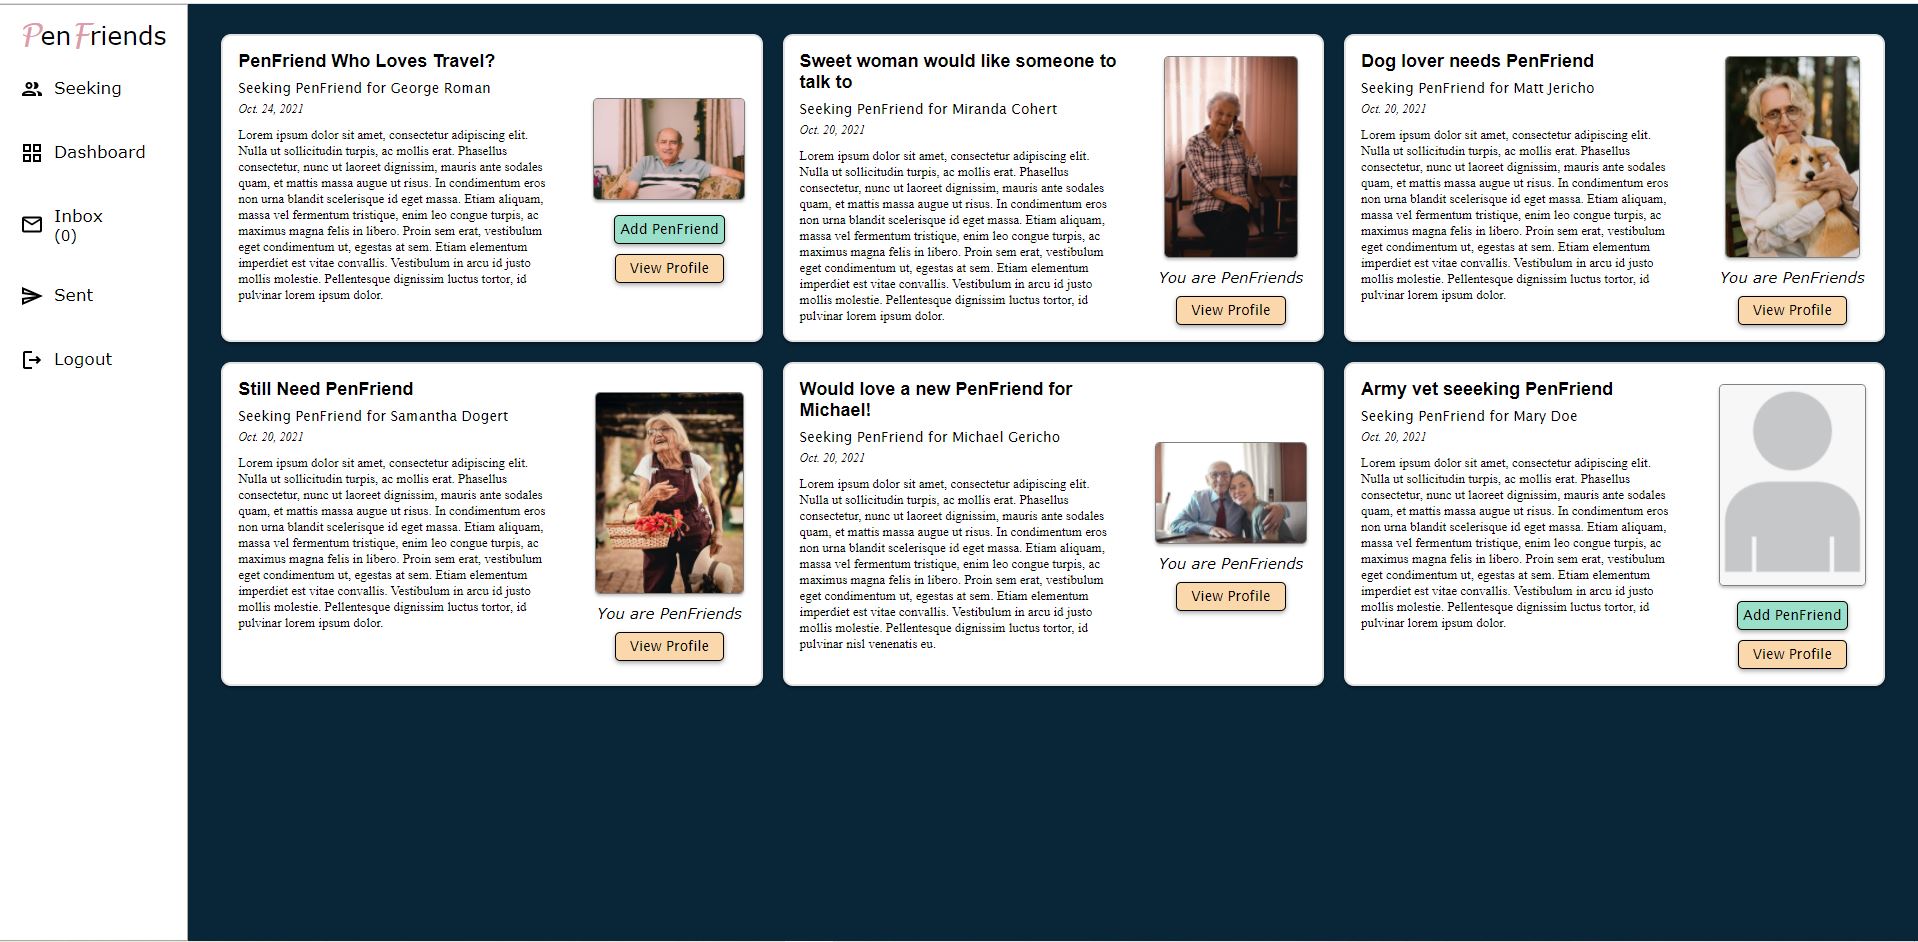 PenFriends
Seeking
Dashboard
Inbox
(0)
Sent
Logout
PenFriend Who Loves Travel?
Seeking PenFriend for George Roman
Oct. 24, 2021
Lorem ipsum dolor sit amet, consectetur adipiscing elit.
Nulla ut sollicitudin turpis, ac mollis erat. Phasellus
consectetur, nunc ut laoreet dignissim, mauris ante sodales
quam, et mattis massa augue ut risus. In condimentum eros
non urna blandit scelerisque id eget massa. Etiam aliquam,
massa vel fermentum tristique, enim leo congue turpis, ac
maximus magna felis in libero. Proin sem erat, vestibulum
eget condimentum ut, egestas at sem. Etiam elementum
imperdiet est vitae convallis. Vestibulum in arcu id justo
mollis molestie. Pellentesque dignissim luctus tortor, id
pulvinar lorem ipsum dolor.
Add PenFriend
View Profile
Sweet woman would like someone to
talk to
Seeking PenFriend for Miranda Cohert
Oct. 20, 2021
Lorem ipsum dolor sit amet, consectetur adipiscing elit.
Nulla ut sollicitudin turpis, ac mollis erat. Phasellus
consectetur, nunc ut laoreet dignissim, mauris ante sodales
quam, et mattis massa augue ut risus. In condimentum eros
non urna blandit scelerisque id eget massa. Etiam aliquam,
massa vel fermentum tristique, enim leo congue turpis, ac
maximus magna felis in libero. Proin sem erat, vestibulum
eget condimentum ut, egestas at sem. Etiam elementum
imperdiet est vitae convallis. Vestibulum in arcu id justo
mollis molestie. Pellentesque dignissim luctus tortor, id
pulvinar lorem ipsum dolor.
You are PenFriends
View Profile
Dog lover needs PenFriend
Seeking PenFriend for Matt Jericho
Oct. 20, 2021
Lorem ipsum dolor sit amet, consectetur adipiscing elit.
Nulla ut sollicitudin turpis, ac mollis erat. Phasellus
consectetur, nunc ut laoreet dignissim, mauris ante sodales
quam, et mattis massa augue ut risus. In condimentum eros
non urna blandit scelerisque id eget massa. Etiam aliquam,
massa vel fermentum tristique, enim leo congue turpis, ac
maximus magna felis in libero. Proin sem erat, vestibulum
eget condimentum ut, egestas at sem. Etiam elementum
imperdiet est vitae convallis. Vestibulum in arcu id justo
mollis molestie. Pellentesque dignissim luctus tortor, id
pulvinar lorem ipsum dolor.
You are PenFriends
View Profile
Still Need PenFriend
Seeking PenFriend for Samantha Dogert
Oct. 20, 2021
Lorem ipsum dolor sit amet, consectetur adipiscing elit.
Nulla ut sollicitudin turpis, ac mollis erat. Phasellus
consectetur, nunc ut laoreet dignissim, mauris ante sodales
quam, et mattis massa augue ut risus. In condimentum eros
non urna blandit scelerisque id eget massa. Etiam aliquam,
massa vel fermentum tristique, enim leo congue turpis, ac
maximus magna felis in libero. Proin sem erat, vestibulum
eget condimentum ut, egestas at sem. Etiam elementum
imperdiet est vitae convallis. Vestibulum in arcu id justo
mollis molestie. Pellentesque dignissim luctus tortor, id
pulvinar lorem ipsum dolor.
You are PenFriends
View Profile
Would love a new PenFriend for
Michael!
Seeking PenFriend for Michael Gericho
Oct. 20, 2021
Lorem ipsum dolor sit amet, consectetur adipiscing elit.
Nulla ut sollicitudin turpis, ac mollis erat. Phasellus
consectetur, nunc ut laoreet dignissim, mauris ante sodales
quam, et mattis massa augue ut risus. In condimentum eros
non urna blandit scelerisque id eget massa. Etiam aliquam,
massa vel fermentum tristique, enim leo congue turpis, ac
maximus magna felis in libero. Proin sem erat, vestibulum
eget condimentum ut, egestas at sem. Etiam elementum
imperdiet est vitae convallis. Vestibulum in arcu id justo
mollis molestie. Pellentesque dignissim luctus tortor, id
pulvinar nisl venenatis eu.
You are PenFriends
View Profile
Army vet seeeking PenFriend
Seeking PenFriend for Mary Doe
Oct. 20, 2021
Lorem ipsum dolor sit amet, consectetur adipiscing elit.
Nulla ut sollicitudin turpis, ac mollis erat. Phasellus
consectetur, nunc ut laoreet dignissim, mauris ante sodales
quam, et mattis massa augue ut risus. In condimentum eros
non urna blandit scelerisque id eget massa. Etiam aliquam,
massa vel fermentum tristique, enim leo congue turpis, ac
maximus magna felis in libero. Proin sem erat, vestibulum
eget condimentum ut, egestas at sem. Etiam elementum
imperdiet est vitae convallis. Vestibulum in arcu id justo
mollis molestie. Pellentesque dignissim luctus tortor, id
pulvinar lorem ipsum dolor.
Add PenFriend
View Profile